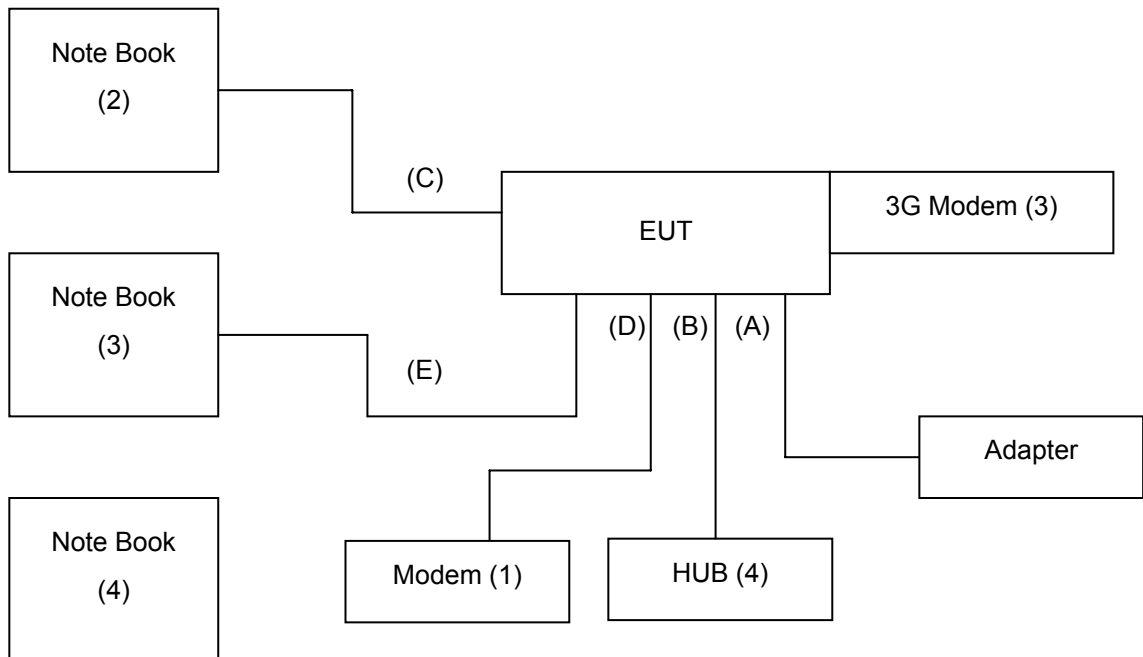 Note Book
(2)
(C)
EUT
3G Modem (3)
Note Book
(3)
(E)
(D)
(B)
(A)
Adapter
Note Book
(4)
Modem (1)
HUB (4)